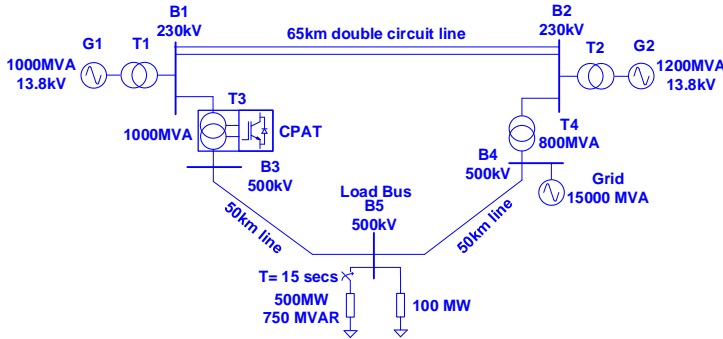 B1
230kV
65km double circuit line
B2
230kV
G1
T1
T2
G2
1000MVA
13.8kV
1200MVA
13.8kV
T3
1000MVA
CPAT
T4
800MVA
B3
500kV
B4
500kV
Grid
15000 MVA
50km line
Load Bus
B5
500kV
50km line
T= 15 secs
500MW
750 MVAR
100 MW